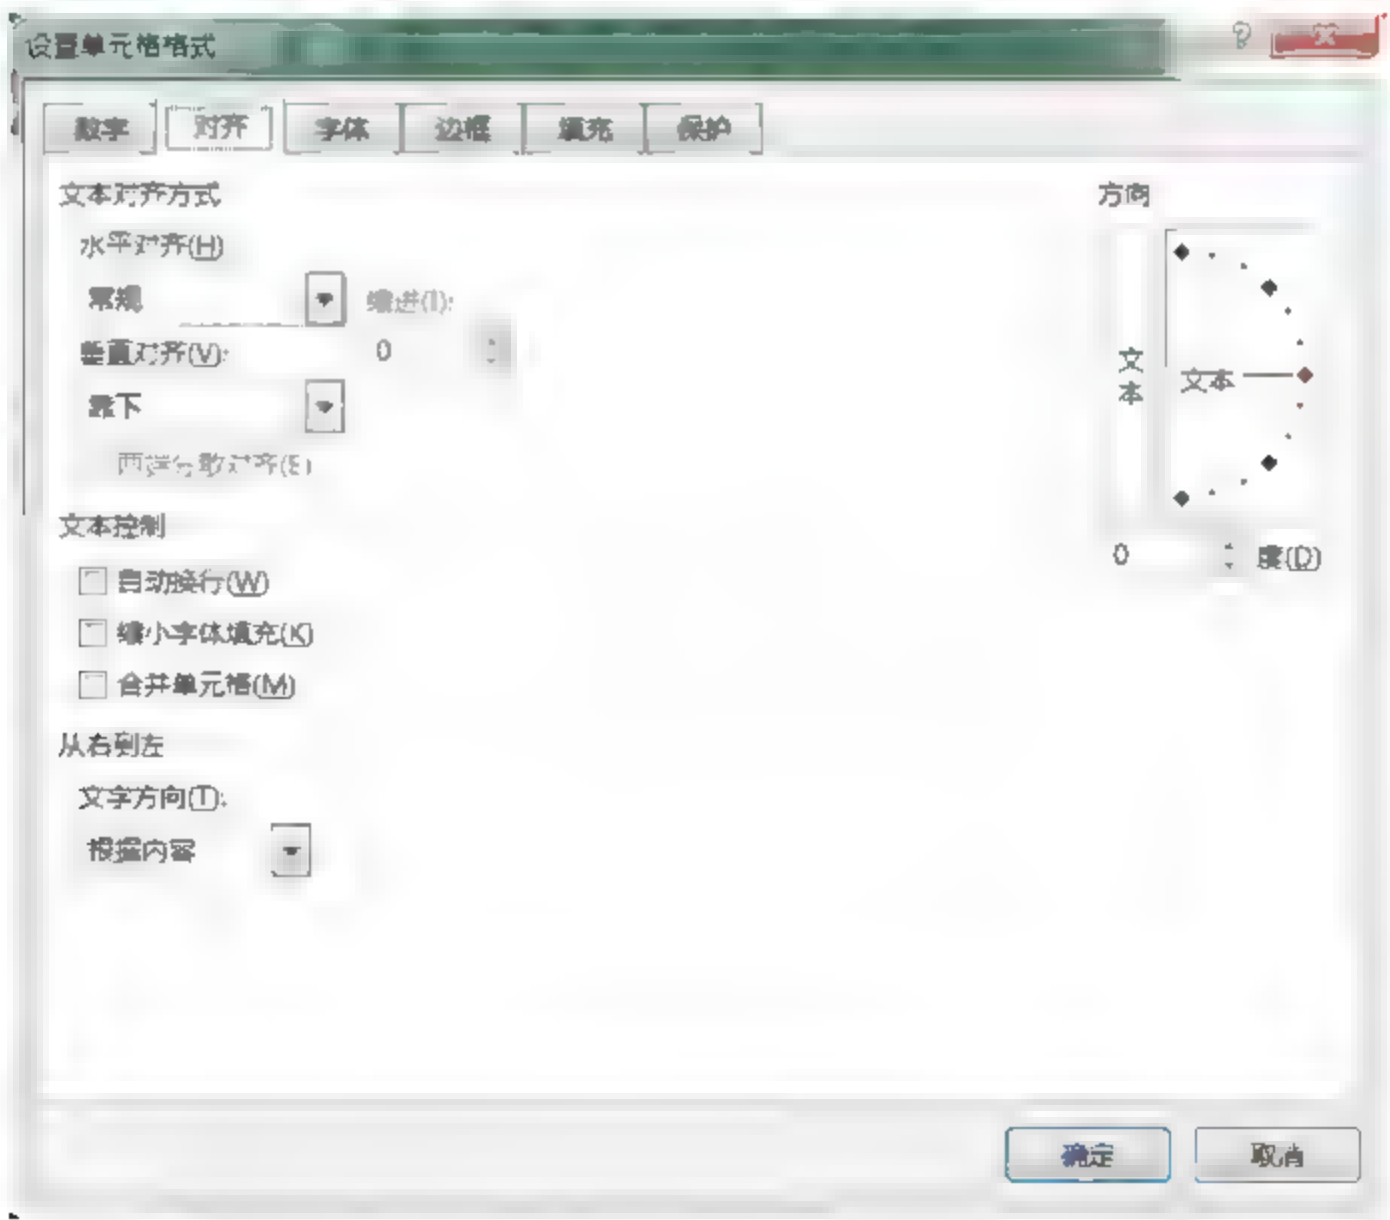 设置单元格格式
数字 对齐 字体 边框 填充 保护
文本对齐方式
水平对齐(H)
常规
缩进(I):
垂直对齐(V):
0
靠下
两端分散对齐(E)
文本控制
自动换行(W)
缩小字体填充(K)
合并单元格(M)
从右到左
文字方向(T):
根据内容
方向
文本
文本
0 度(D)
确定 取消